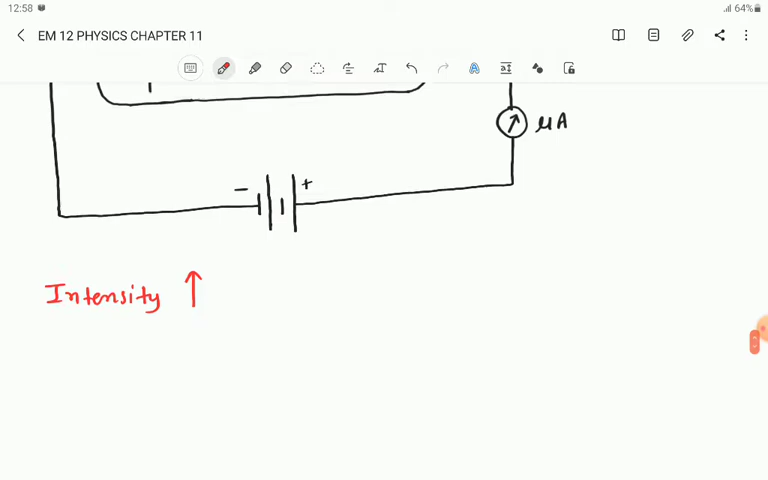 12:58 64%
EM 12 PHYSICS CHAPTER 11
μA
− +
Intensity ↑